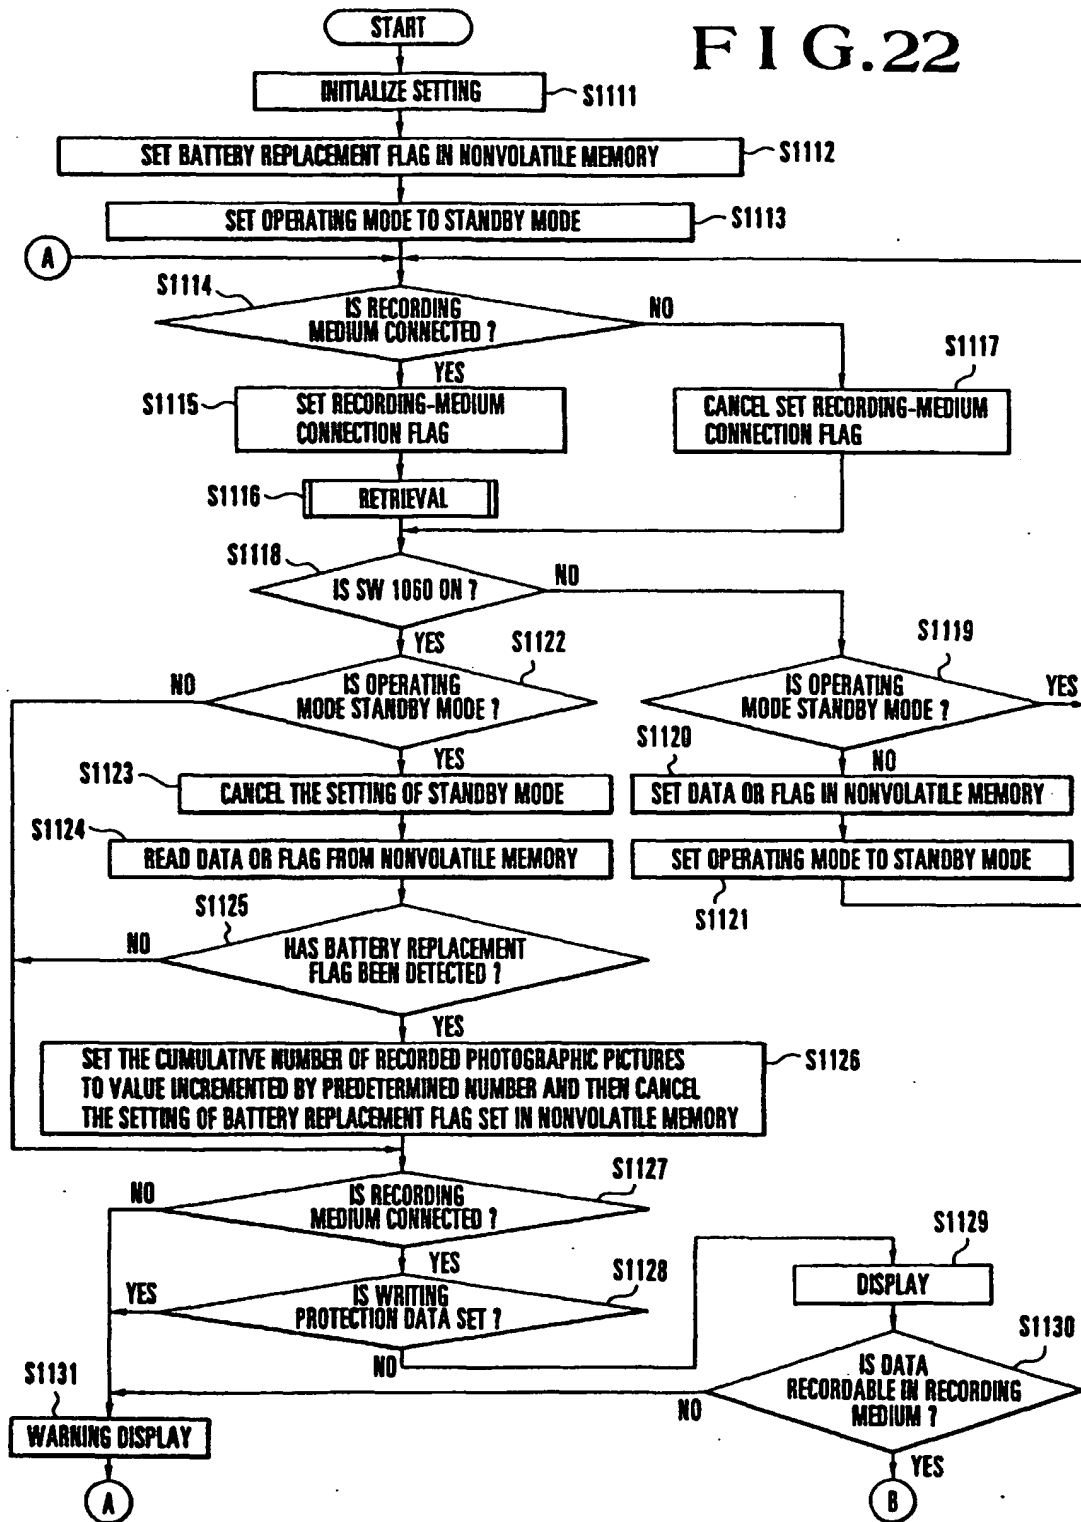 START
FIG.22
INITIALIZE SETTING
S1111
SET BATTERY REPLACEMENT FLAG IN NONVOLATILE MEMORY
S1112
SET OPERATING MODE TO STANDBY MODE
S1113
A
S1114
IS RECORDING
MEDIUM CONNECTED ?
NO
YES
S1115
SET RECORDING-MEDIUM
CONNECTION FLAG
S1117
CANCEL SET RECORDING-MEDIUM
CONNECTION FLAG
S1116
RETRIEVAL
S1118
IS SW 1060 ON ?
NO
YES
S1122
IS OPERATING
MODE STANDBY MODE ?
NO
YES
S1119
IS OPERATING
MODE STANDBY MODE ?
YES
NO
S1123
CANCEL THE SETTING OF STANDBY MODE
S1120
SET DATA OR FLAG IN NONVOLATILE MEMORY
S1124
READ DATA OR FLAG FROM NONVOLATILE MEMORY
SET OPERATING MODE TO STANDBY MODE
S1121
S1125
HAS BATTERY REPLACEMENT
FLAG BEEN DETECTED ?
NO
YES
SET THE CUMULATIVE NUMBER OF RECORDED PHOTOGRAPHIC PICTURES
TO VALUE INCREMENTED BY PREDETERMINED NUMBER AND THEN CANCEL
THE SETTING OF BATTERY REPLACEMENT FLAG SET IN NONVOLATILE MEMORY
S1126
S1127
IS RECORDING
MEDIUM CONNECTED ?
NO
YES
S1128
IS WRITING
PROTECTION DATA SET ?
YES
NO
S1129
DISPLAY
S1130
IS DATA
RECORDABLE IN RECORDING
MEDIUM ?
NO
YES
S1131
WARNING DISPLAY
A
B